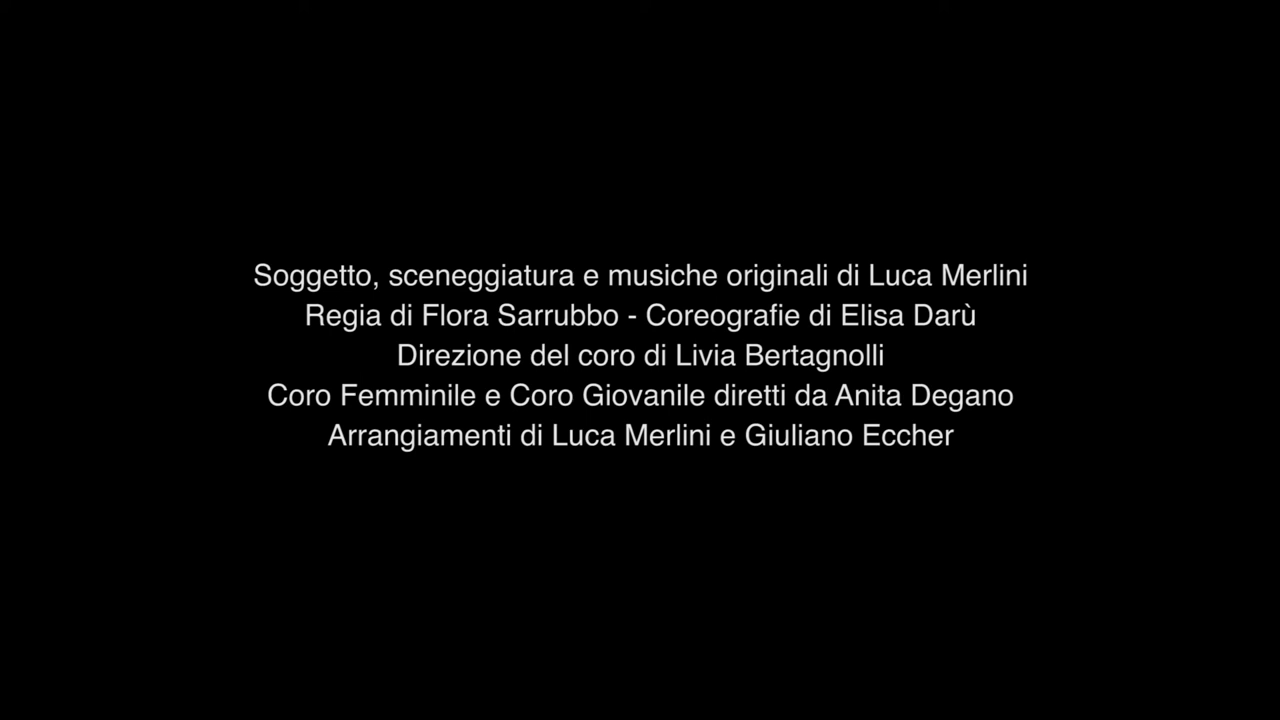 Soggetto, sceneggiatura e musiche originali di Luca Merlini
Regia di Flora Sarrubbo - Coreografie di Elisa Darù
Direzione del coro di Livia Bertagnolli
Coro Femminile e Coro Giovanile diretti da Anita Degano
Arrangiamenti di Luca Merlini e Giuliano Eccher